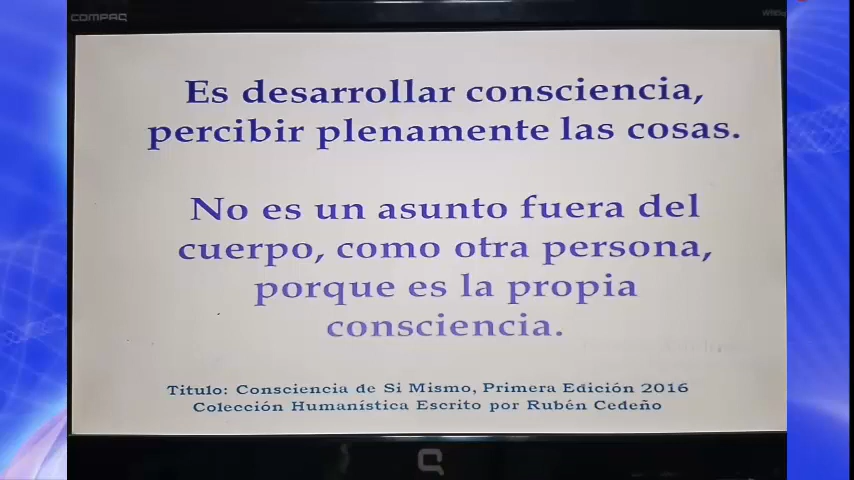 COMPAQ
Es desarrollar consciencia,
percibir plenamente las cosas.
No es un asunto fuera del
cuerpo, como otra persona,
porque es la propia
consciencia.
Titulo: Consciencia de Si Mismo, Primera Edición 2016
Colección Humanística Escrito por Rubén Cedeño